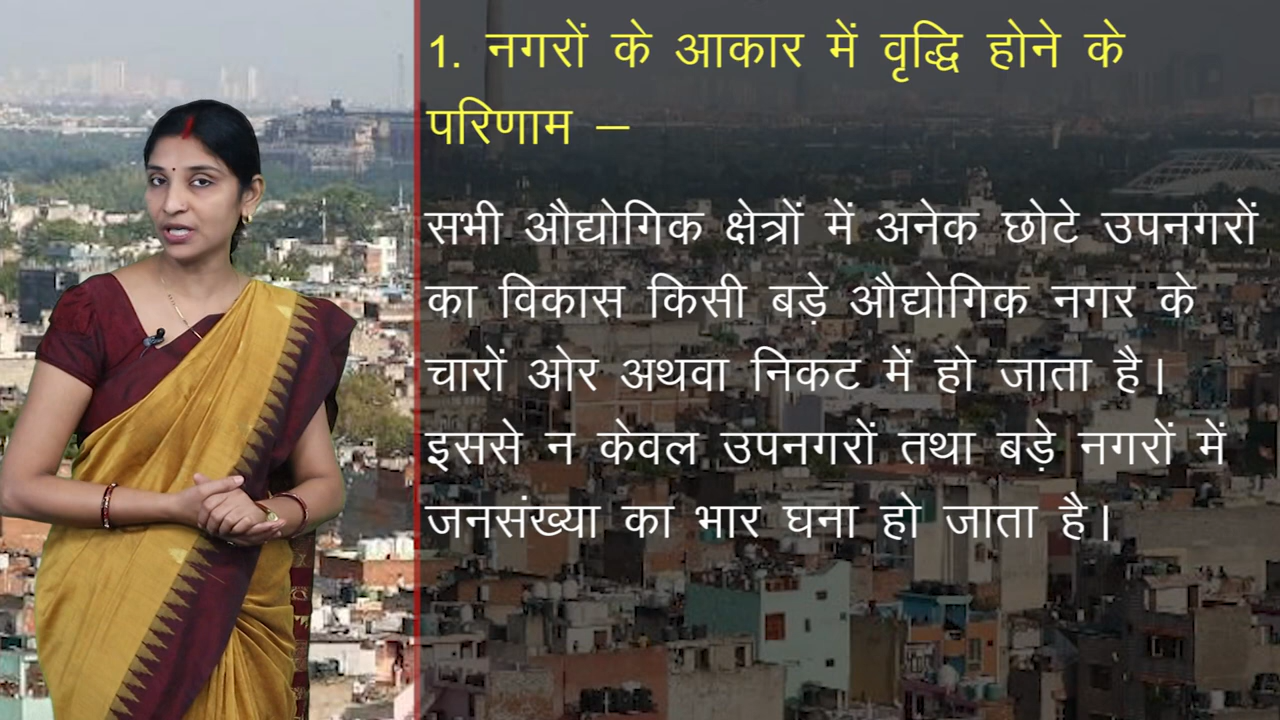 1. नगरों के आकार में वृद्धि होने के
परिणाम –
सभी औद्योगिक क्षेत्रों में अनेक छोटे उपनगरों
का विकास किसी बड़े औद्योगिक नगर के
चारों ओर अथवा निकट में हो जाता है।
इससे न केवल उपनगरों तथा बड़े नगरों में
जनसंख्या का भार घना हो जाता है।